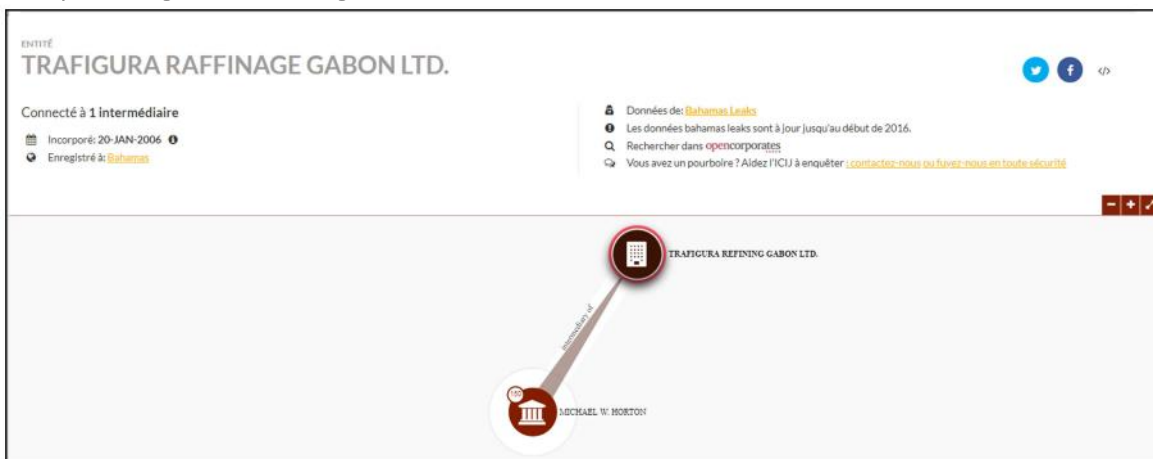 ENTITÉ
TRAFIGURA RAFFINAGE GABON LTD.
Connecté à 1 intermédiaire
Incorporé: 20-JAN-2006
Enregistré à: Bahamas
Données de: Bahamas Leaks
Les données bahamas leaks sont à jour jusqu'au début de 2016.
Rechercher dans opencorporates
Vous avez un pourboire ? Aidez l'ICIJ à enquêter : contactez-nous ou fuyez-nous en toute sécurité
TRAFIGURA REFINING GABON LTD.
intermediary of
150
MICHAEL W. HORTON